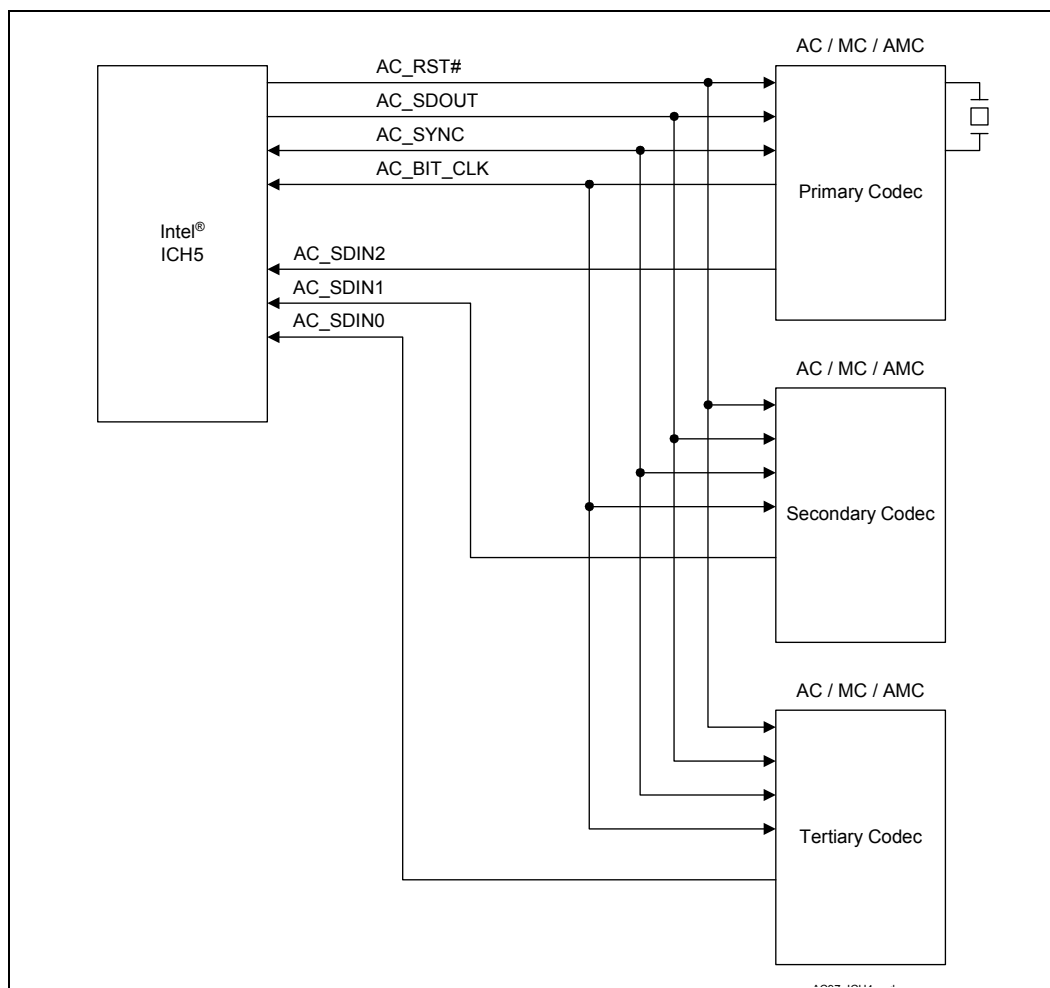 AC / MC / AMC
AC_RST#
AC_SDOUT
AC_SYNC
AC_BIT_CLK
Primary Codec
Intel®
ICH5
AC_SDIN2
AC_SDIN1
AC_SDIN0
AC / MC / AMC
Secondary Codec
AC / MC / AMC
Tertiary Codec